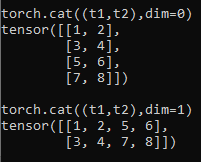 torch.cat((t1,t2),dim=0)
tensor([[1, 2],
        [3, 4],
        [5, 6],
        [7, 8]])

torch.cat((t1,t2),dim=1)
tensor([[1, 2, 5, 6],
        [3, 4, 7, 8]])